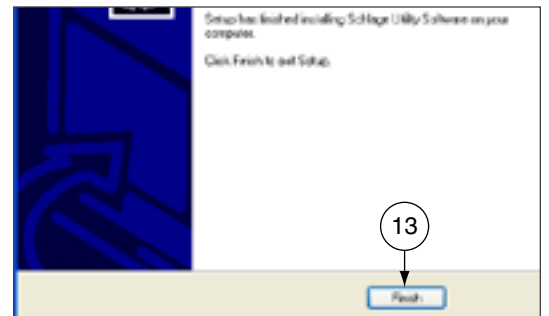 Setup has finished installing Schlage Utility Software on your
computer.
Click Finish to exit Setup.
13
Finish